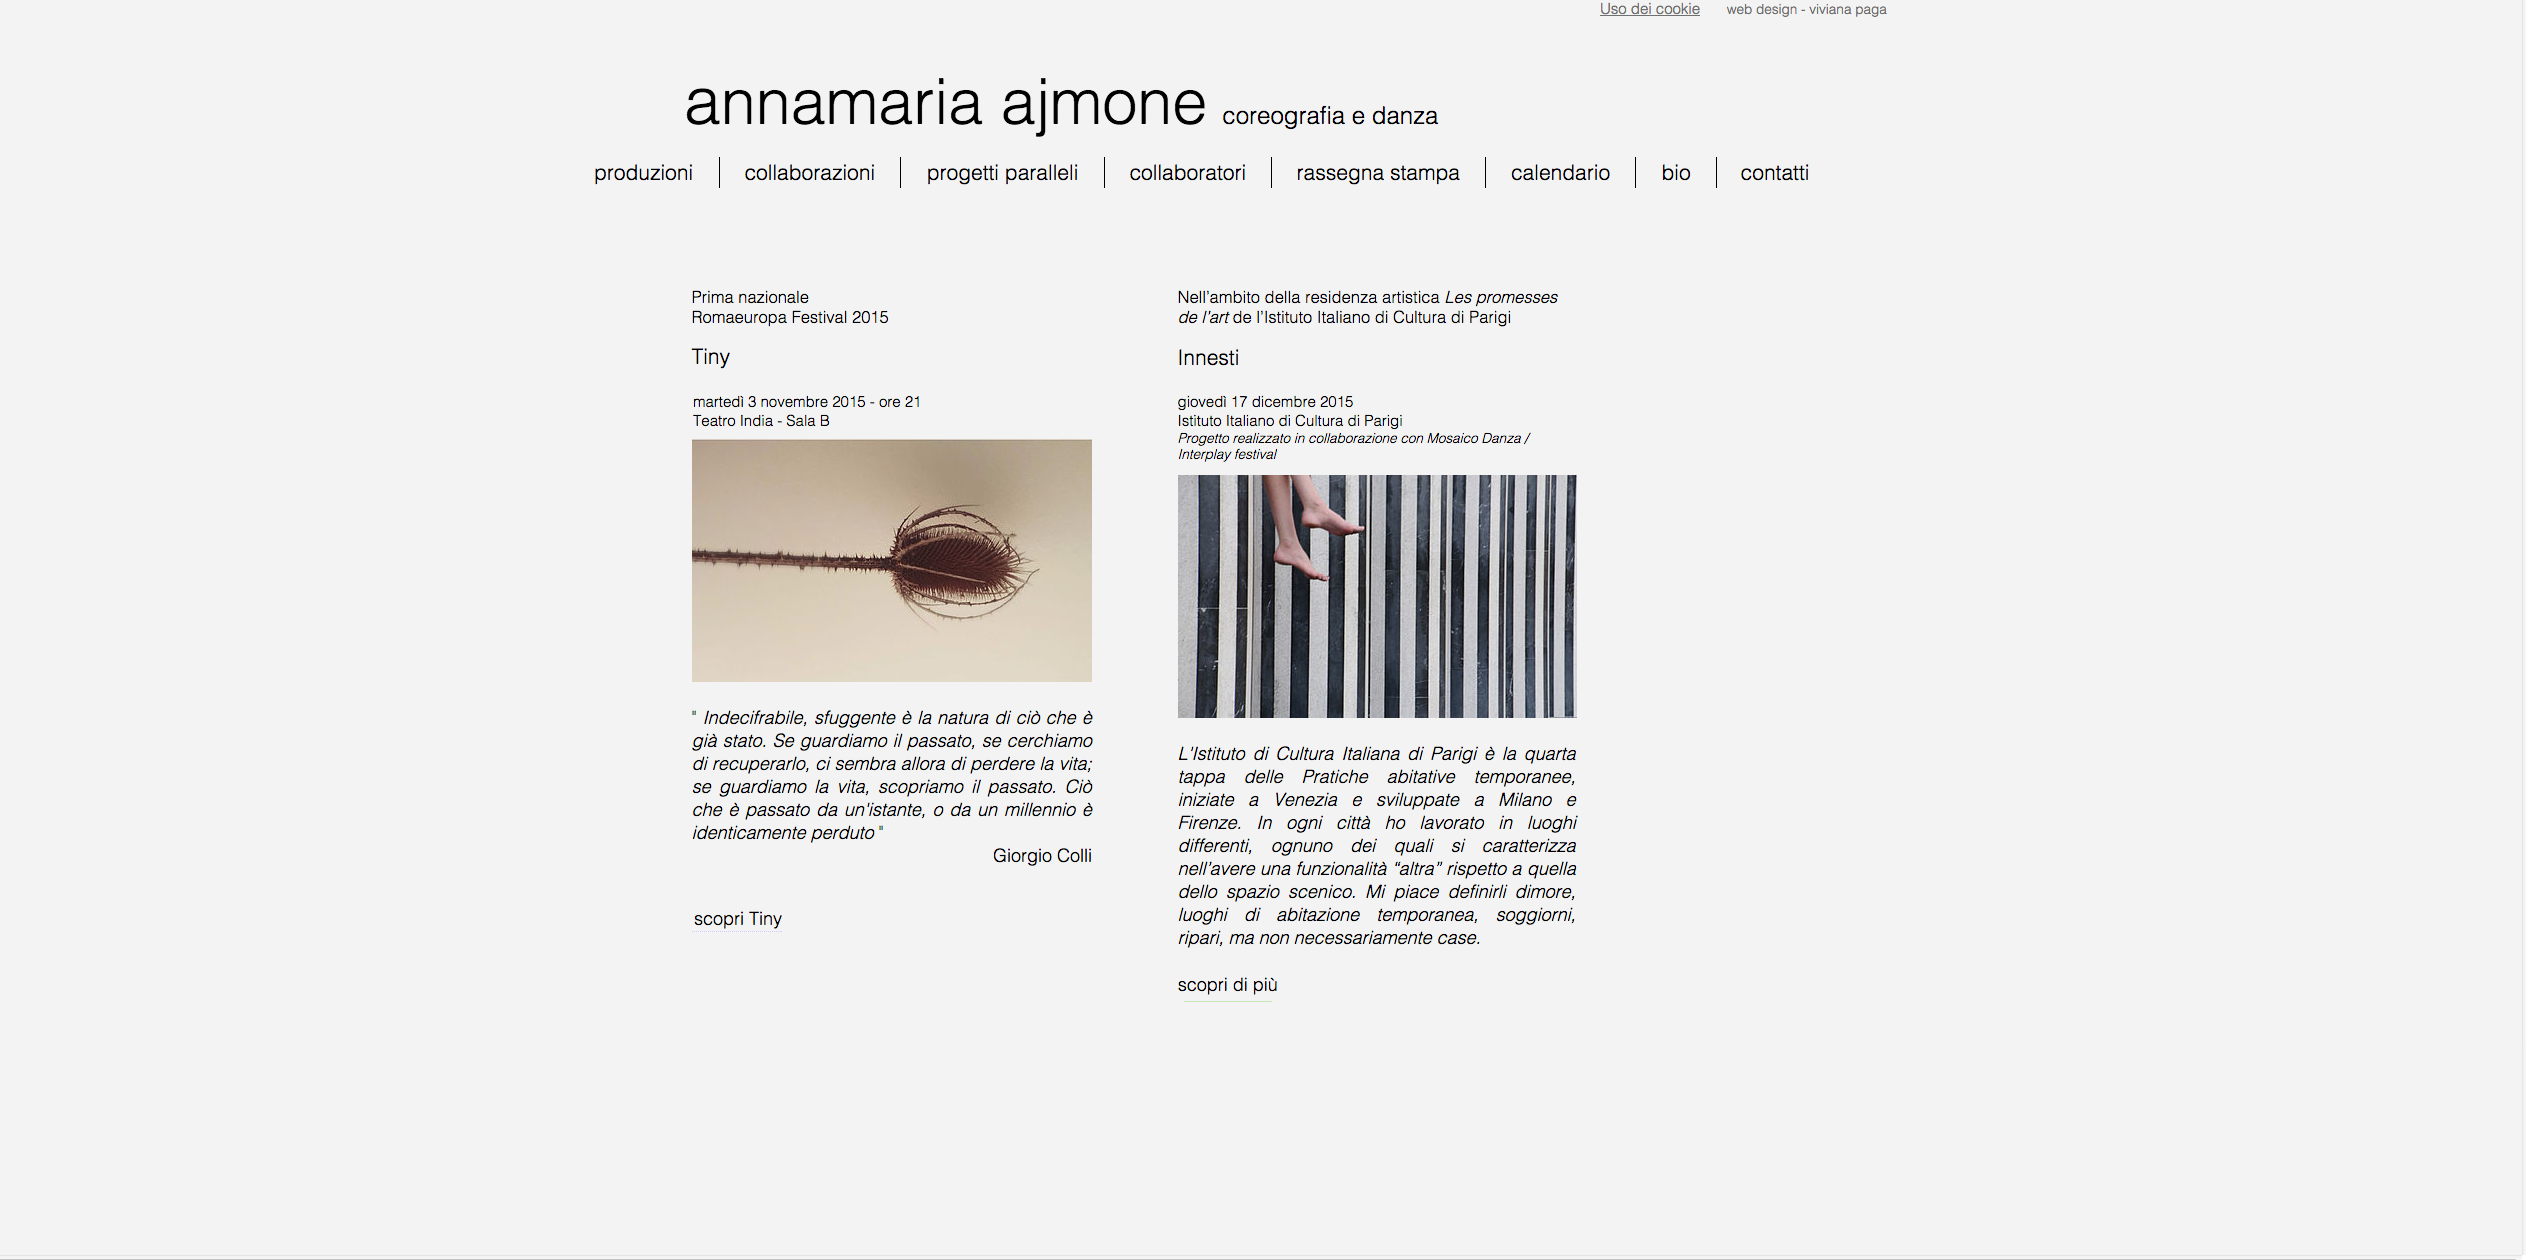 Uso dei cookie web design - viviana paga
annamaria ajmone coreografia e danza
produzioni collaborazioni progetti paralleli collaboratori rassegna stampa calendario bio contatti
Prima nazionale
Romaeuropa Festival 2015
Tiny
martedì 3 novembre 2015 - ore 21
Teatro India - Sala B
" Indecifrabile, sfuggente è la natura di ciò che è
già stato. Se guardiamo il passato, se cerchiamo
di recuperarlo, ci sembra allora di perdere la vita;
se guardiamo la vita, scopriamo il passato. Ciò
che è passato da un'istante, o da un millennio è
identicamente perduto "
Giorgio Colli
scopri Tiny
Nell'ambito della residenza artistica Les promesses
de l'art de l'Istituto Italiano di Cultura di Parigi
Innesti
giovedì 17 dicembre 2015
Istituto Italiano di Cultura di Parigi
Progetto realizzato in collaborazione con Mosaico Danza /
Interplay festival
L'Istituto di Cultura Italiana di Parigi è la quarta
tappa delle Pratiche abitative temporanee,
iniziate a Venezia e sviluppate a Milano e
Firenze. In ogni città ho lavorato in luoghi
differenti, ognuno dei quali si caratterizza
nell'avere una funzionalità “altra” rispetto a quella
dello spazio scenico. Mi piace definirli dimore,
luoghi di abitazione temporanea, soggiorni,
ripari, ma non necessariamente case.
scopri di più